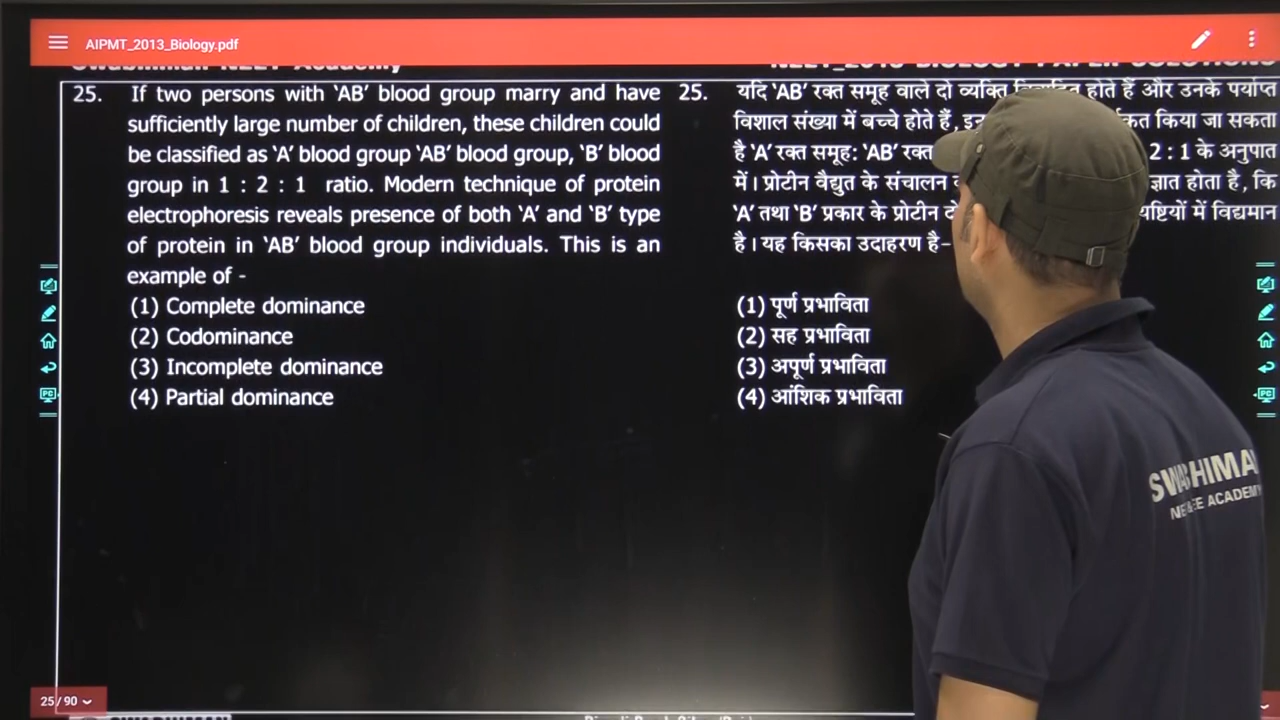 AIPMT_2013_Biology.pdf
25. If two persons with 'AB' blood group marry and have
sufficiently large number of children, these children could
be classified as 'A' blood group 'AB' blood group, 'B' blood
group in 1 : 2 : 1 ratio. Modern technique of protein
electrophoresis reveals presence of both 'A' and 'B' type
of protein in 'AB' blood group individuals. This is an
example of -
(1) Complete dominance
(2) Codominance
(3) Incomplete dominance
(4) Partial dominance
25. यदि 'AB' रक्त समूह वाले दो व्यक्ति होते हैं और उनके पर्याप्त
विशाल संख्या में बच्चे होते हैं, किया जा सकता
है 'A' रक्त समूह: 'AB' रक्त 2 : 1 के अनुपात
में। प्रोटीन वैद्युत के संचालन ज्ञात होता है, कि
'A' तथा 'B' प्रकार के प्रोटीन में विद्यमान
है। यह किसका उदाहरण है-
(1) पूर्ण प्रभाविता
(2) सह प्रभाविता
(3) अपूर्ण प्रभाविता
(4) आंशिक प्रभाविता
ACADEMY
25/90